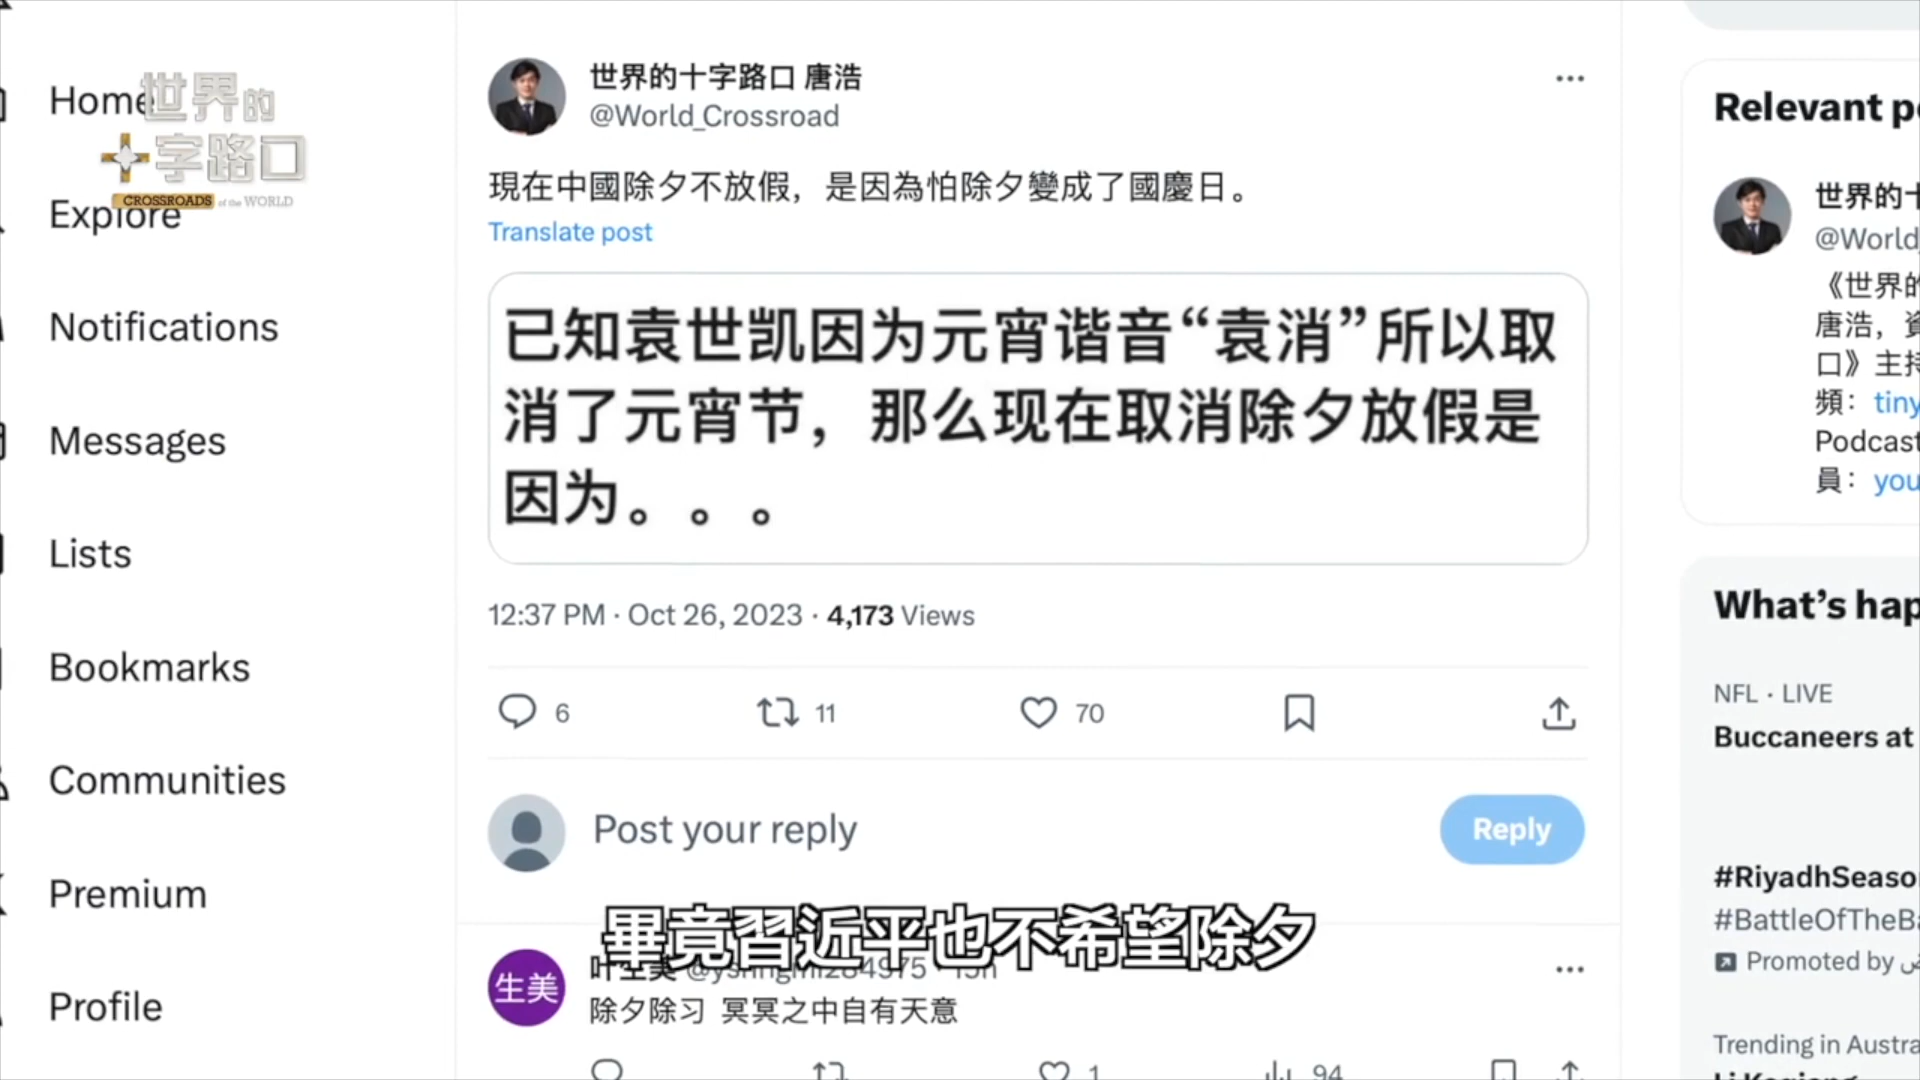 Home
世界的
十字路口
CROSSROADS of the WORLD
Explore
Notifications
Messages
Lists
Bookmarks
Communities
Premium
Profile
世界的十字路口 唐浩
@World_Crossroad
現在中國除夕不放假，是因為怕除夕變成了國慶日。
Translate post
已知袁世凯因为元宵谐音“袁消”所以取
消了元宵节，那么现在取消除夕放假是
因为。。。
12:37 PM · Oct 26, 2023 · 4,173 Views
6
11
70
Post your reply
Reply
畢竟習近平也不希望除夕
生美
叶生美
除夕除习 冥冥之中自有天意
1
94
Relevant
世界的十
@World
《世界的
唐浩，資
口》主持
頻： tiny
Podcast
員： you
What’s hap
NFL · LIVE
Buccaneers at
#RiyadhSeaso
#BattleOfTheBa
Promoted by
Trending in Austra